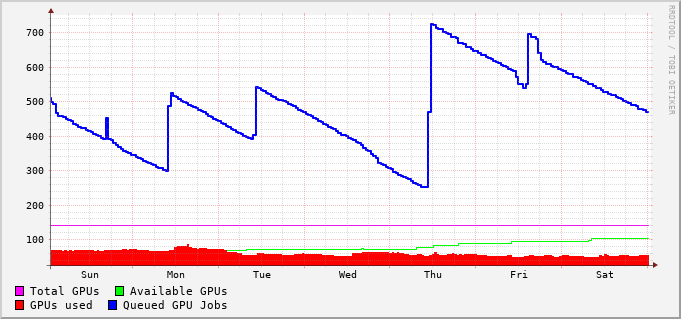 RRDTOOL / TOBI OETIKER
700
600
500
400
300
200
100
Sun Mon Tue Wed Thu Fri Sat
Total GPUs Available GPUs
GPUs used Queued GPU Jobs